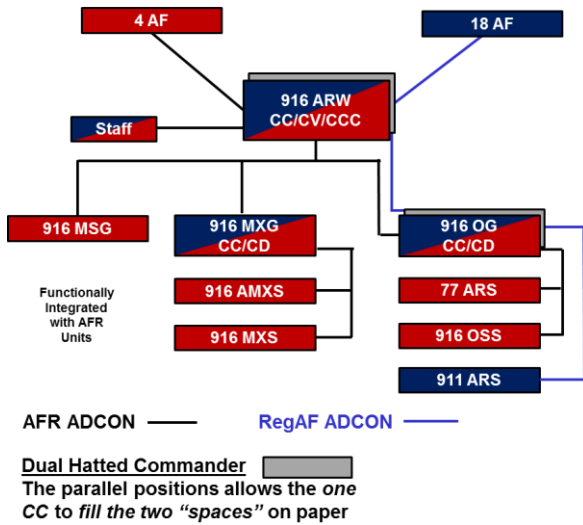 4 AF
18 AF
916 ARW
CC/CV/CCC
Staff
916 MSG
916 MXG
CC/CD
916 OG
CC/CD
Functionally
Integrated
with AFR
Units
916 AMXS
916 MXS
77 ARS
916 OSS
911 ARS
AFR ADCON
RegAF ADCON
Dual Hatted Commander
The parallel positions allows the one
CC to fill the two “spaces” on paper